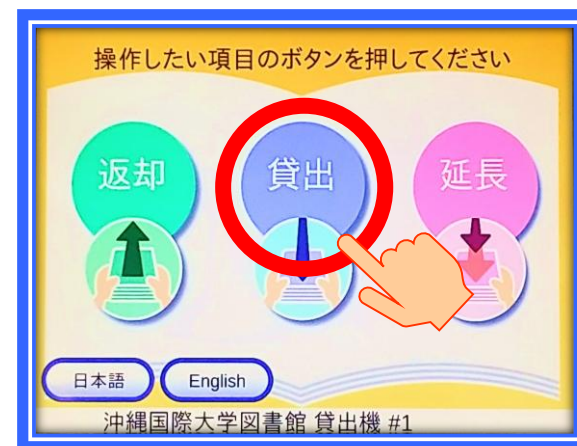 操作したい項目のボタンを押してください
返却
貸出
延長
日本語
English
沖縄国際大学図書館 貸出機 #1